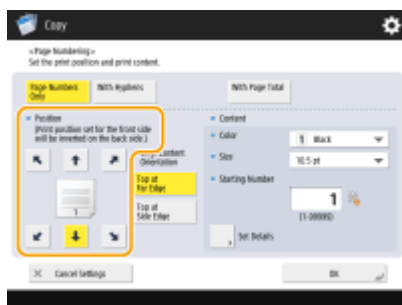 Copy
<Page Numbering>
Set the print position and print content.
Page Numbers
Only
With Hyphens
With Page Total
Position
(Print position set for the front side
will be inverted on the back side.)
Content
Orientation
Top at
Far Edge
Top at
Side Edge
1
Content
Color
1 Black
Size
10.5 pt
Starting Number
1
(1-99999)
Set Details
Cancel Settings
OK